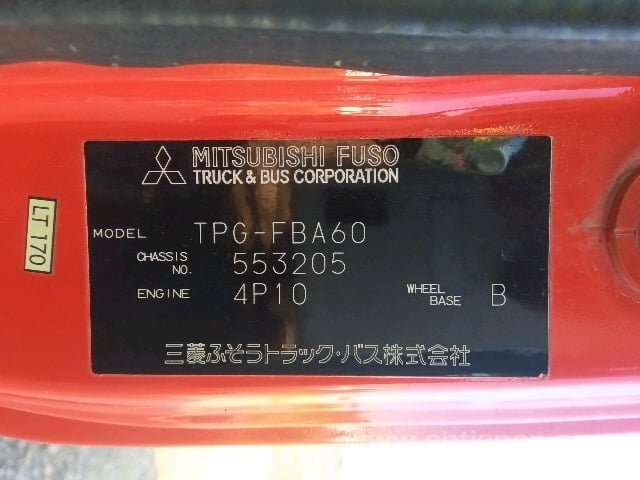 MITSUBISHI FUSO
TRUCK & BUS CORPORATION
MODEL TPG-FBA60
CHASSIS NO. 553205
ENGINE 4P10 WHEEL BASE B
三菱ふそうトラック・バス株式会社
LT170